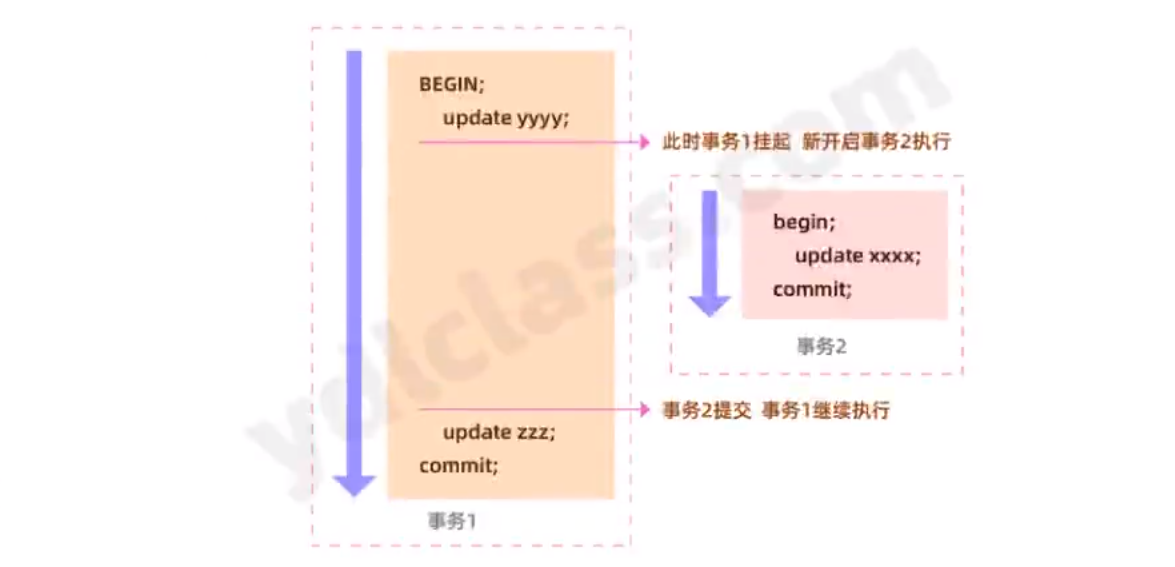 BEGIN;
update yyyy;
此时事务1挂起 新开启事务2执行
begin;
update xxxx;
commit;
事务2
事务2提交 事务1继续执行
update zzz;
commit;
事务1
ydlclass.com